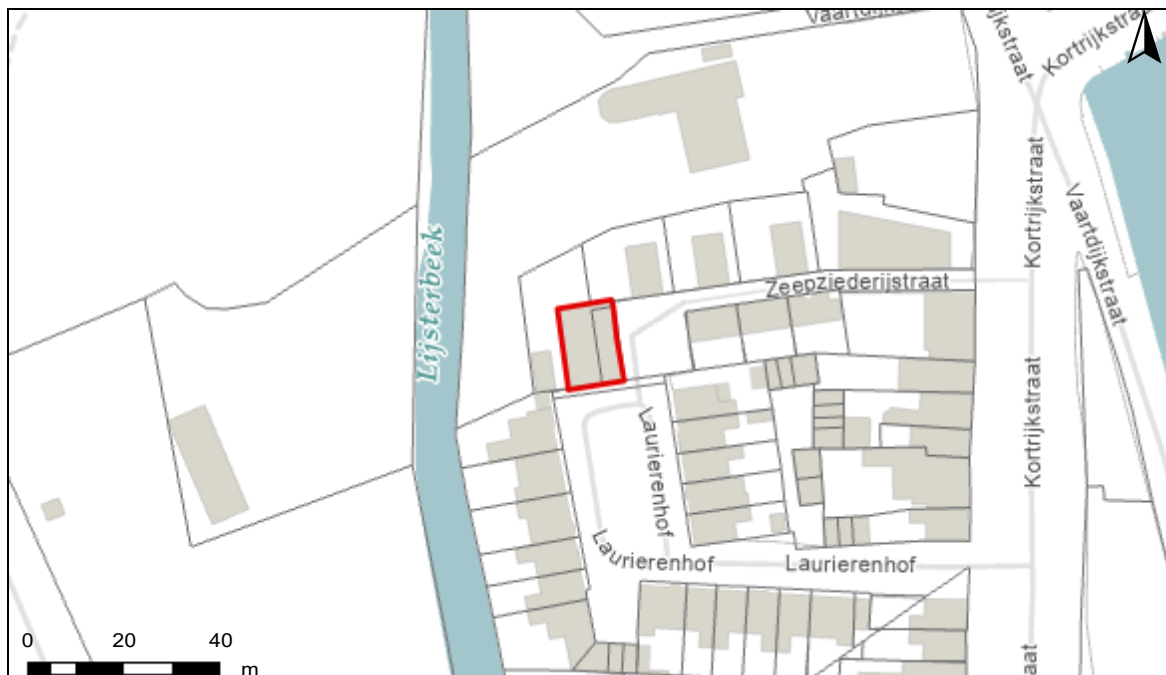 Vaartdijkstraat
Kortrijkstraat
Kortrijkstraat
Vaartdijkstraat
Lijsterbeek
Zeepziederijstraat
Kortrijkstraat
Laurierenhof
Laurierenhof
Laurierenhof
0 20 40
m